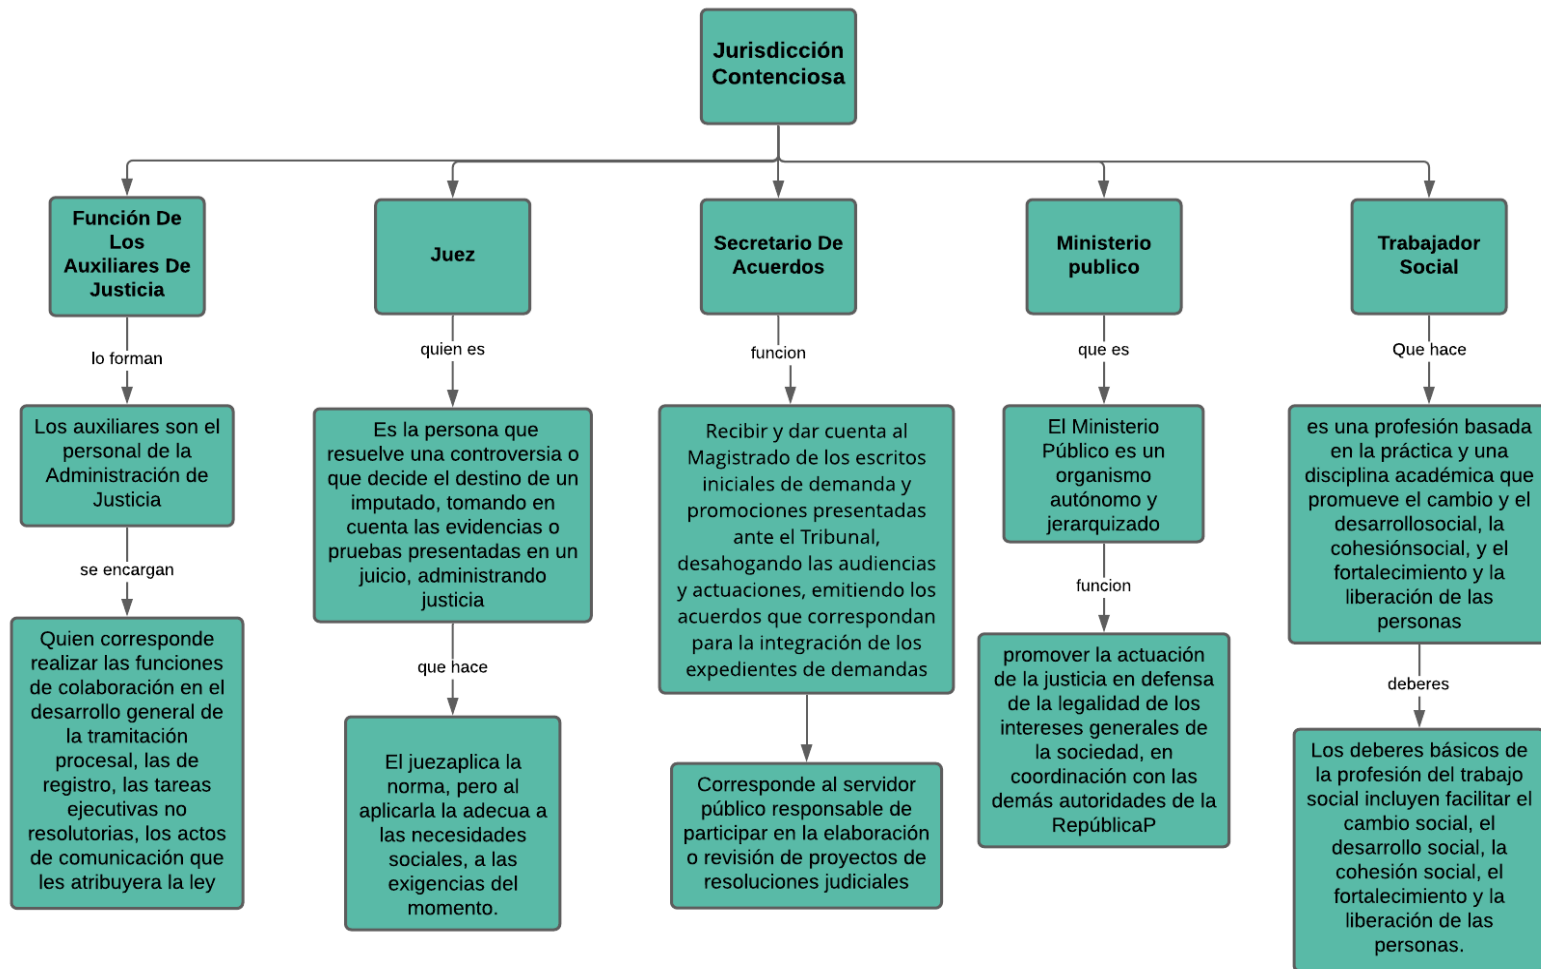 Jurisdicción
Contenciosa
Función De
Los
Auxiliares De
Justicia
lo forman
Los auxiliares son el
personal de la
Administración de
Justicia
se encargan
Quien corresponde
realizar las funciones
de colaboración en el
desarrollo general de
la tramitación
procesal, las de
registro, las tareas
ejecutivas no
resolutorias, los actos
de comunicación que
les atribuyera la ley
Juez
quien es
Es la persona que
resuelve una controversia o
que decide el destino de un
imputado, tomando en
cuenta las evidencias o
pruebas presentadas en un
juicio, administrando
justicia
que hace
El juezaplica la
norma, pero al
aplicarla la adecua a
las necesidades
sociales, a las
exigencias del
momento.
Secretario De
Acuerdos
funcion
Recibir y dar cuenta al
Magistrado de los escritos
iniciales de demanda y
promociones presentadas
ante el Tribunal,
desahogando las audiencias
y actuaciones, emitiendo los
acuerdos que correspondan
para la integración de los
expedientes de demandas
Corresponde al servidor
público responsable de
participar en la elaboración
o revisión de proyectos de
resoluciones judiciales
Ministerio
publico
que es
El Ministerio
Público es un
organismo
autónomo y
jerarquizado
funcion
promover la actuación
de la justicia en defensa
de la legalidad de los
intereses generales de
la sociedad, en
coordinación con las
demás autoridades de la
RepúblicaP
Trabajador
Social
Que hace
es una profesión basada
en la práctica y una
disciplina académica que
promueve el cambio y el
desarrollosocial, la
cohesiónsocial, y el
fortalecimiento y la
liberación de las
personas
deberes
Los deberes básicos de
la profesión del trabajo
social incluyen facilitar el
cambio social, el
desarrollo social, la
cohesión social, el
fortalecimiento y la
liberación de las
personas.